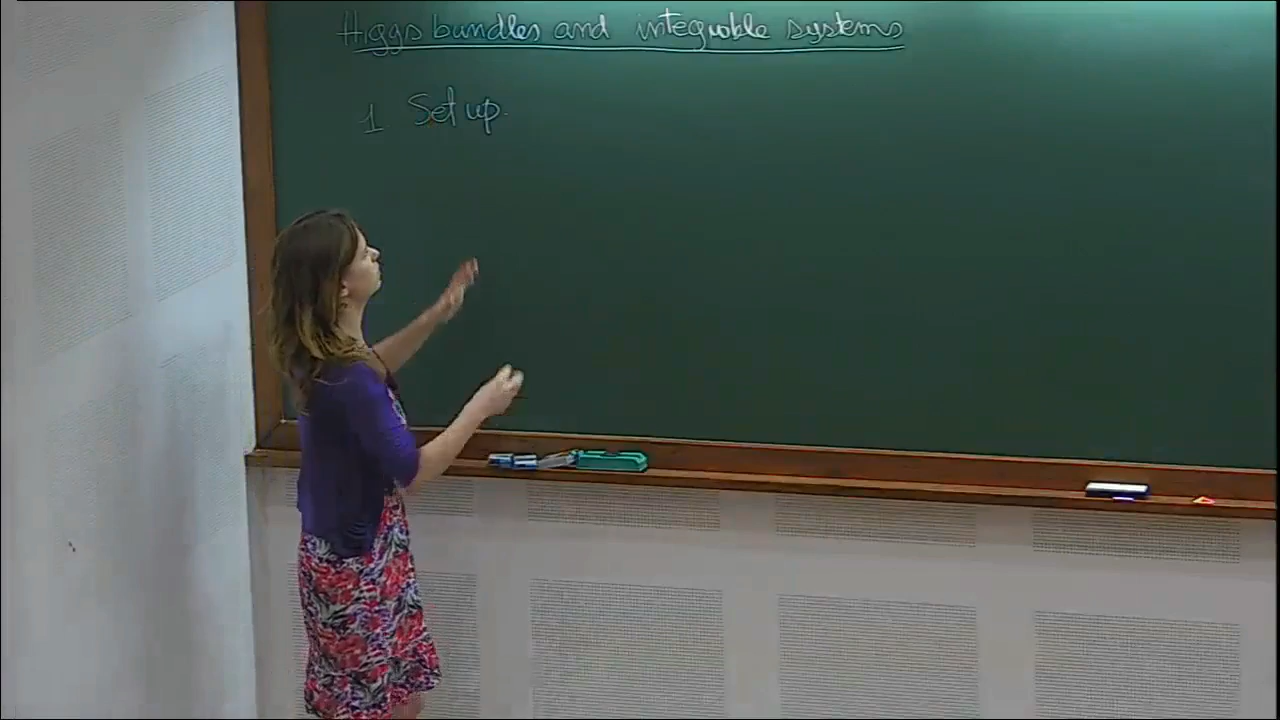 Higgs bundles and integrable systems
1 Set up.